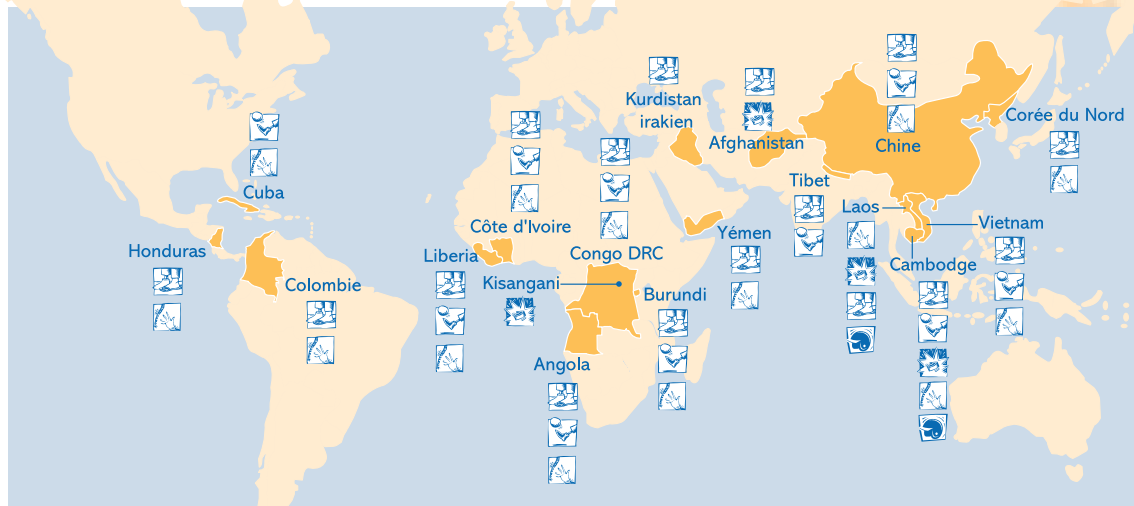 Kurdistan
irakien
Afghanistan
Chine
Corée du Nord
Cuba
Tibet
Laos
Vietnam
Côte d'Ivoire
Yémen
Honduras
Liberia
Congo DRC
Cambodge
Colombie
Kisangani
Burundi
Angola